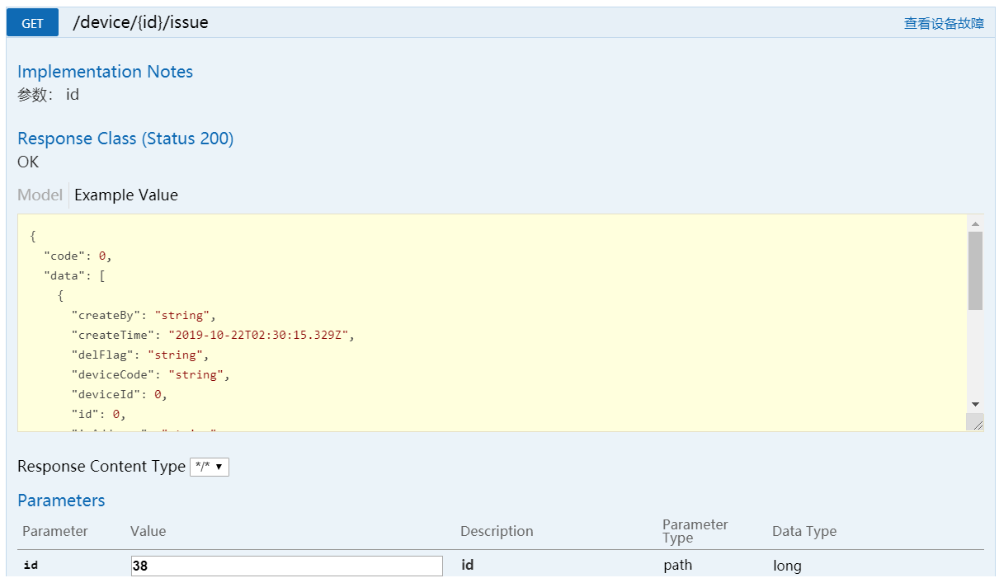 GET /device/{id}/issue 查看设备故障
Implementation Notes
参数： id
Response Class (Status 200)
OK
Model Example Value
{
"code": 0,
"data": [
{
"createBy": "string",
"createTime": "2019-10-22T02:30:15.329Z",
"delFlag": "string",
"deviceCode": "string",
"deviceId": 0,
"id": 0,
Response Content Type */*
Parameters
Parameter Value Description Parameter Type Data Type
id 38 id path long